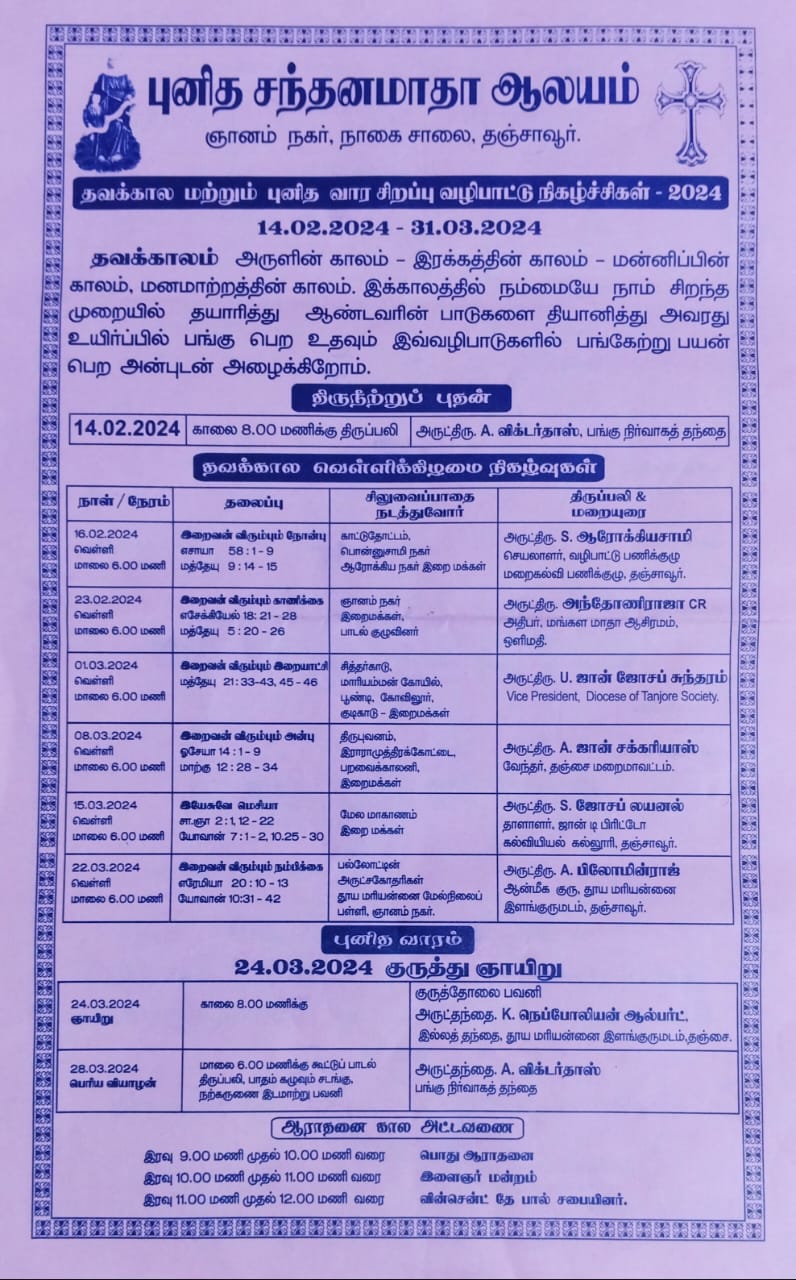 புனித சந்தனமாதா ஆலயம்
ஞானம் நகர், நாகை சாலை, தஞ்சாவூர்.
தவக்கால மற்றும் புனித வார சிறப்பு வழிபாட்டு நிகழ்ச்சிகள் - 2024
14.02.2024 - 31.03.2024
தவக்காலம் அருளின் காலம் – இரக்கத்தின் காலம் – மன்னிப்பின்
காலம், மனமாற்றத்தின் காலம். இக்காலத்தில் நம்மையே நாம் சிறந்த
முறையில் தயாரித்து ஆண்டவரின் பாடுகளை தியானித்து அவரது
உயிர்ப்பில் பங்கு பெற உதவும் இவ்வழிபாடுகளில் பங்கேற்று பயன்
பெற அன்புடன் அழைக்கிறோம்.
திருநீற்றுப் புதன்
14.02.2024 காலை 8.00 மணிக்கு திருப்பலி அருட்திரு. A. விக்டர்தாஸ், பங்கு நிர்வாகத் தந்தை
தவக்கால வெள்ளிக்கிழமை நிகழ்வுகள்
நாள் / நேரம்
தலைப்பு
சிலுவைப்பாதை
நடத்துவோர்
திருப்பலி &
மறையுரை
16.02.2024
வெள்ளி
மாலை 6.00 மணி
இறைவன் விரும்பும் நோன்பு
எசாயா 58 : 1 - 9
மத்தேயு 9 : 14 - 15
காட்டுதோட்டம்,
பொன்னுசாமி நகர்
ஆரோக்கிய நகர் இறை மக்கள்
அருட்திரு. S. ஆரோக்கியசாமி
செயலாளர், வழிபாட்டு பணிக்குழு
மறைகல்வி பணிக்குழு, தஞ்சாவூர்.
23.02.2024
வெள்ளி
மாலை 6.00 மணி
இறைவன் விரும்பும் காணிக்கை
எசேக்கியேல் 18: 21 - 28
மத்தேயு 5 : 20 - 26
ஞானம் நகர்
இறைமக்கள்,
பாடல் குழுவினர்
அருட்திரு. அந்தோணிராஜா CR
அதிபர், மங்கள மாதா ஆசிரமம்,
ஒளிமதி.
01.03.2024
வெள்ளி
மாலை 6.00 மணி
இறைவன் விரும்பும் இறையாட்சி
மத்தேயு 21: 33-43, 45 - 46
சித்தர்காடு,
மாரியம்மன் கோயில்,
பூண்டி, கோவிலூர்,
குடிகாடு – இறைமக்கள்
அருட்திரு. U. ஜான் ஜோசப் சுந்தரம்
Vice President, Diocese of Tanjore Society.
08.03.2024
வெள்ளி
மாலை 6.00 மணி
இறைவன் விரும்பும் அன்பு
ஓசேயா 14 : 1 - 9
மாற்கு 12 : 28 - 34
திருபுவனம்,
இராராமுத்திரக்கோட்டை,
பறவைக்காலனி,
இறைமக்கள்
அருட்திரு. A. ஜான் சக்கரியாஸ்
வேந்தர், தஞ்சை மறைமாவட்டம்.
15.03.2024
வெள்ளி
மாலை 6.00 மணி
இயேசுவே மெசியா
சா.ஞா 2 : 1, 12 - 22
யோவான் 7 : 1 - 2, 10.25 - 30
மேல மாகாணம்
இறை மக்கள்
அருட்திரு. S. ஜோசப் லயனல்
தாளாளர், ஜான் டி பிரிட்டோ
கல்வியியல் கல்லூரி, தஞ்சாவூர்.
22.03.2024
வெள்ளி
மாலை 6.00 மணி
இறைவன் விரும்பும் நம்பிக்கை
எரேமியா 20 : 10 - 13
யோவான் 10:31 - 42
பல்லோட்டின்
அருட்சகோதரிகள்
தூய மரியன்னை மேல்நிலைப்
பள்ளி, ஞானம் நகர்.
அருட்திரு. A. பிலோமின்ராஜ்
ஆன்மீக குரு, தூய மரியன்னை
இளங்குருமடம், தஞ்சாவூர்.
புனித வாரம்
24.03.2024 குருத்து ஞாயிறு
24.03.2024
ஞாயிறு
காலை 8.00 மணிக்கு
குருத்தோலை பவனி
அருட்தந்தை. K. நெப்போலியன் ஆல்பர்ட்,
இல்லத் தந்தை, தூய மரியன்னை இளங்குருமடம்,தஞ்சை.
28.03.2024
பெரிய வியாழன்
மாலை 6.00 மணிக்கு கூட்டுப் பாடல்
திருப்பலி, பாதம் கழுவும் சடங்கு,
நற்கருணை இடமாற்று பவனி
அருட்தந்தை. A. விக்டர்தாஸ்
பங்கு நிர்வாகத் தந்தை
ஆராதனை கால அட்டவணை
இரவு 9.00 மணி முதல் 10.00 மணி வரை பொது ஆராதனை
இரவு 10.00 மணி முதல் 11.00 மணி வரை இளைஞர் மன்றம்
இரவு 11.00 மணி முதல் 12.00 மணி வரை வின்சென்ட் தே பால் சபையினர்.